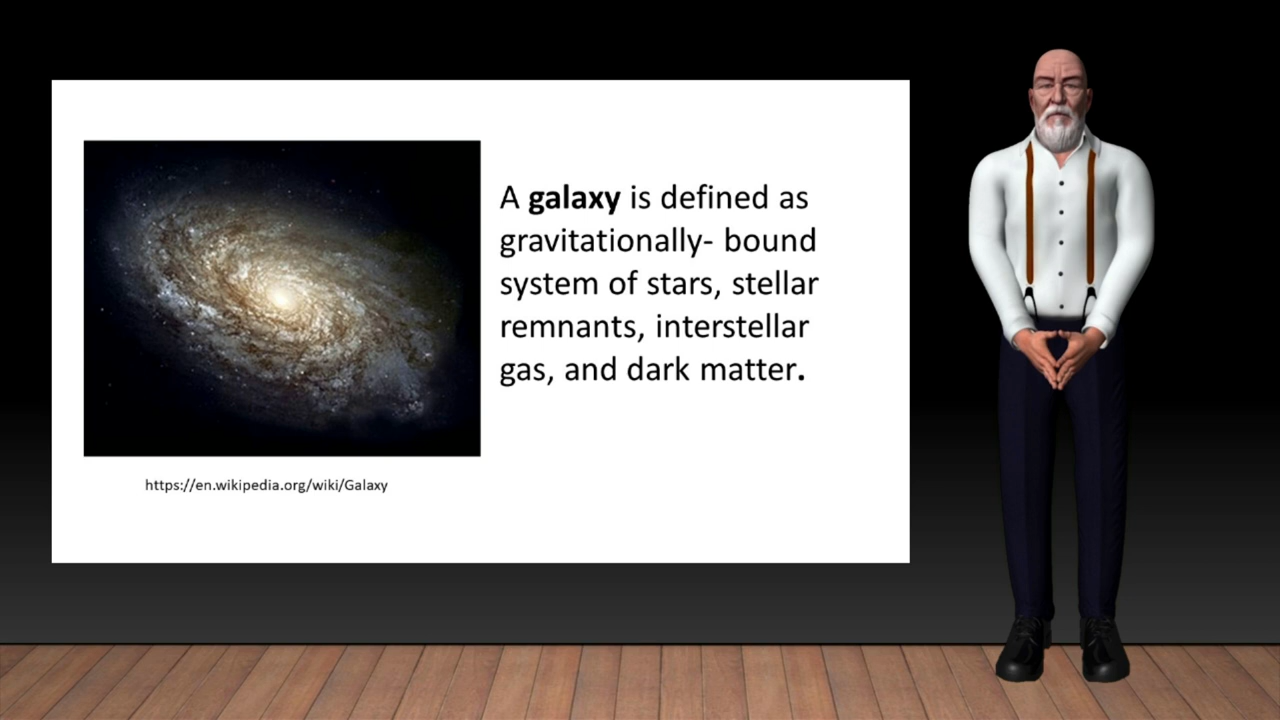 A galaxy is defined as
gravitationally- bound
system of stars, stellar
remnants, interstellar
gas, and dark matter.
https://en.wikipedia.org/wiki/Galaxy